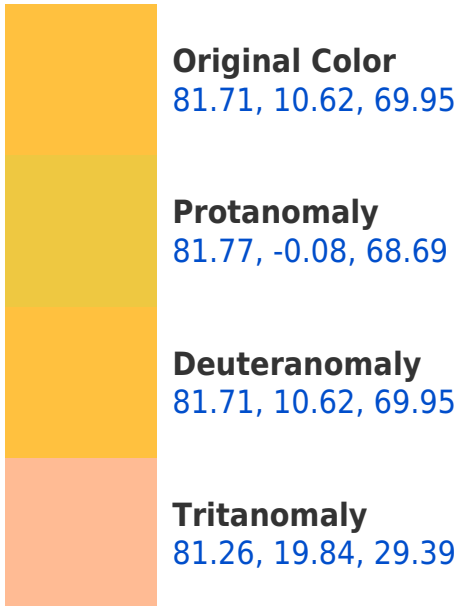 Original Color
81.71, 10.62, 69.95
Protanomaly
81.77, -0.08, 68.69
Deuteranomaly
81.71, 10.62, 69.95
Tritanomaly
81.26, 19.84, 29.39